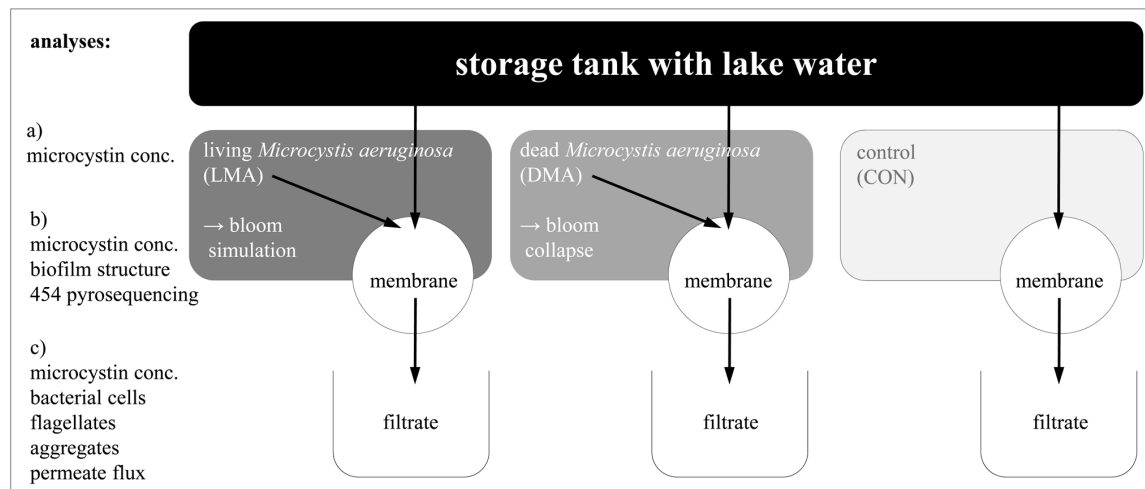 analyses:
storage tank with lake water
a)
microcystin conc.
living Microcystis aeruginosa
(LMA)
→ bloom
simulation
dead Microcystis aeruginosa
(DMA)
→ bloom
collapse
control
(CON)
b)
microcystin conc.
biofilm structure
454 pyrosequencing
membrane
membrane
membrane
c)
microcystin conc.
bacterial cells
flagellates
aggregates
permeate flux
filtrate
filtrate
filtrate